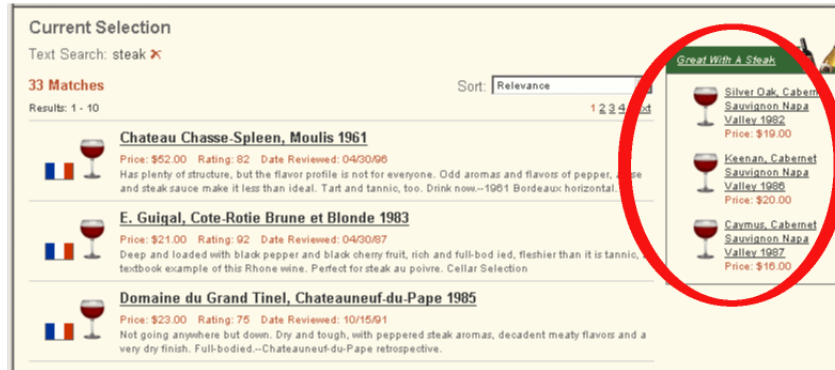 Current Selection
Text Search: steak
33 Matches
Sort: Relevance
Results: 1 - 10
1 2 3 4
Chateau Chasse-Spleen, Moulis 1961
Price: $52.00 Rating: 82 Date Reviewed: 04/30/96
Has plenty of structure, but the flavor profile is not for everyone. Odd aromas and flavors of pepper,
and steak sauce make it less than ideal. Tart and tannic, too. Drink now.--1961 Bordeaux horizontal.
E. Guigal, Cote-Rotie Brune et Blonde 1983
Price: $21.00 Rating: 92 Date Reviewed: 04/30/87
Deep and loaded with black pepper and black cherry fruit, rich and full-bod ied, fleshier than it is tannic,
textbook example of this Rhone wine. Perfect for steak au poivre. Cellar Selection
Domaine du Grand Tinel, Chateauneuf-du-Pape 1985
Price: $23.00 Rating: 75 Date Reviewed: 10/15/91
Not going anywhere but down. Dry and tough, with peppered steak aromas, decadent meaty flavors and a
very dry finish. Full-bodied.--Chateauneuf-du-Pape retrospective.
Great With A Steak
Silver Oak, Cabern
Sauvignon Napa
Valley 1982
Price: $19.00
Keenan, Cabernet
Sauvignon Napa
Valley 1986
Price: $20.00
Caymus, Cabernet
Sauvignon Napa
Valley 1987
Price: $16.00